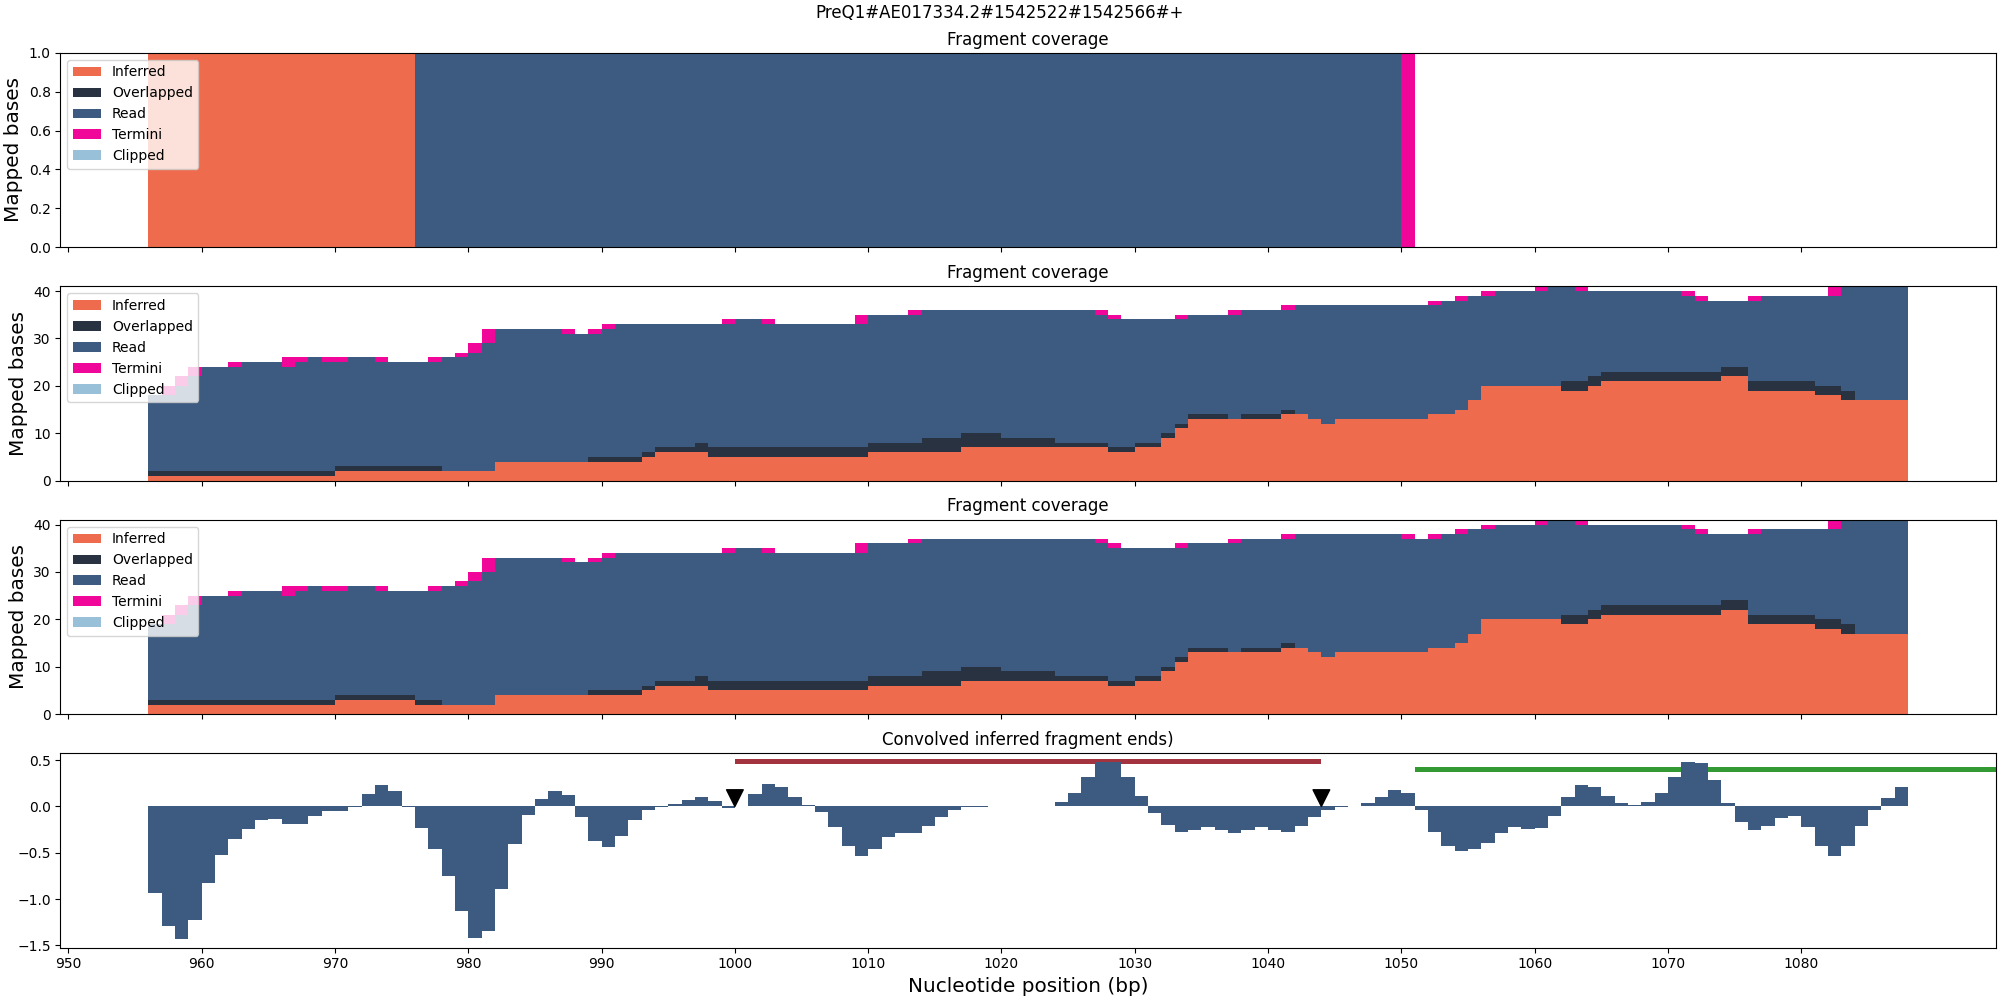 PreQ1#AE017334.2#1542522#1542566#+
Fragment coverage
Mapped bases
1.0
0.8
0.6
0.4
0.2
0.0
Inferred
Overlapped
Read
Termini
Clipped
Fragment coverage
Mapped bases
40
30
20
10
0
Inferred
Overlapped
Read
Termini
Clipped
Fragment coverage
Mapped bases
40
30
20
10
0
Inferred
Overlapped
Read
Termini
Clipped
Convolved inferred fragment ends)
0.5
0.0
−0.5
−1.0
−1.5
950 960 970 980 990 1000 1010 1020 1030 1040 1050 1060 1070 1080
Nucleotide position (bp)